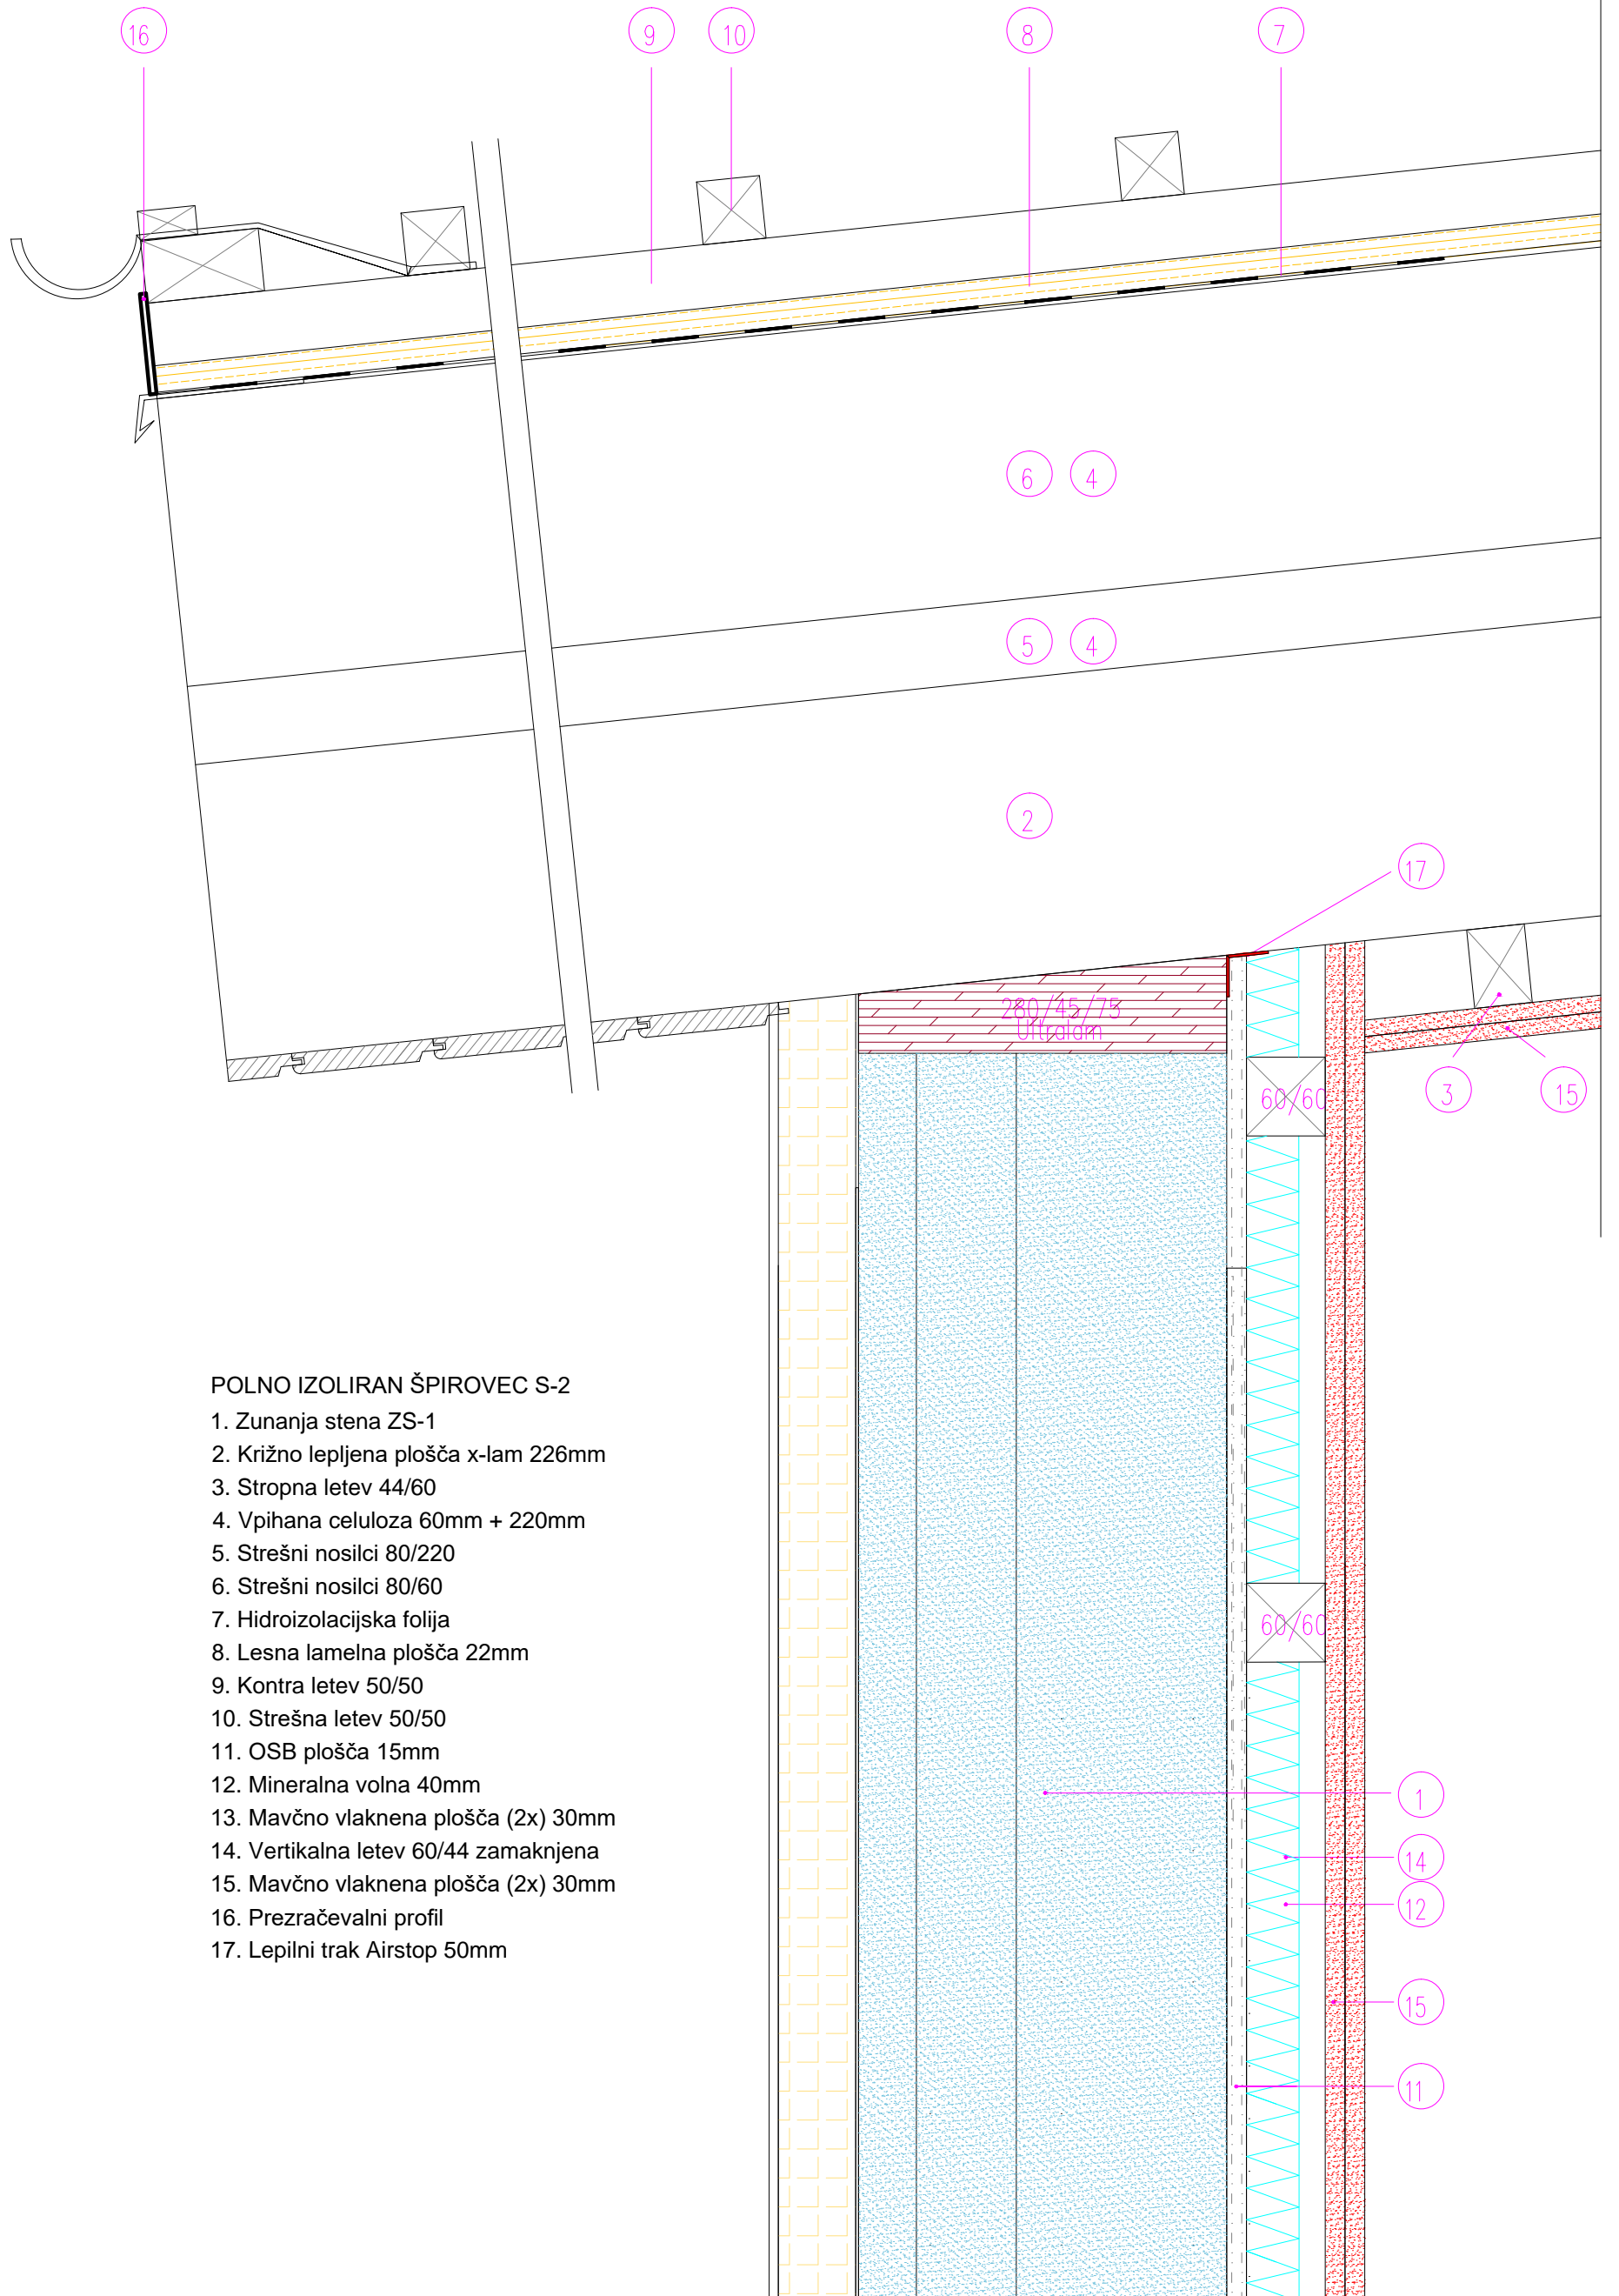 16
9
10
8
7
6
4
5
4
2
17
280/45/75
Ultralam
60/60
3
15
60/60
POLNO IZOLIRAN ŠPIROVEC S-2
1. Zunanja stena ZS-1
2. Križno lepljena plošča x-lam 226mm
3. Stropna letev 44/60
4. Vpihana celuloza 60mm + 220mm
5. Strešni nosilci 80/220
6. Strešni nosilci 80/60
7. Hidroizolacijska folija
8. Lesna lamelna plošča 22mm
9. Kontra letev 50/50
10. Strešna letev 50/50
11. OSB plošča 15mm
12. Mineralna volna 40mm
13. Mavčno vlaknena plošča (2x) 30mm
14. Vertikalna letev 60/44 zamaknjena
15. Mavčno vlaknena plošča (2x) 30mm
16. Prezračevalni profil
17. Lepilni trak Airstop 50mm
1
14
12
15
11